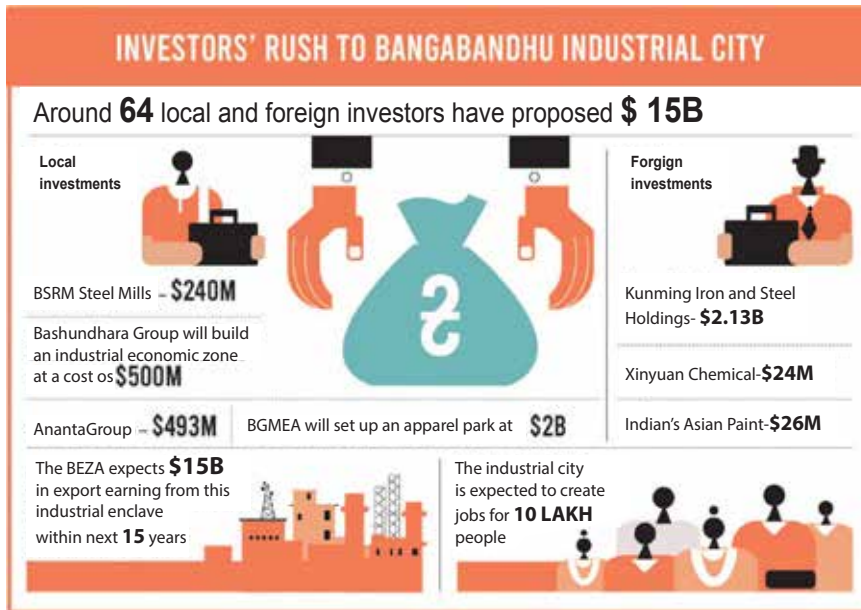 INVESTORS' RUSH TO BANGABANDHU INDUSTRIAL CITY
Around 64 local and foreign investors have proposed $ 15B
Local
investments
BSRM Steel Mills - $240M
Bashundhara Group will build
an industrial economic zone
at a cost os $500M
AnantaGroup - $493M
BGMEA will set up an apparel park at $2B
Forgign
investments
Kunming Iron and Steel
Holdings- $2.13B
Xinyuan Chemical-$24M
Indian's Asian Paint-$26M
The BEZA expects $15B
in export earning from this
industrial enclave
within next 15 years
The industrial city
is expected to create
jobs for 10 LAKH
people